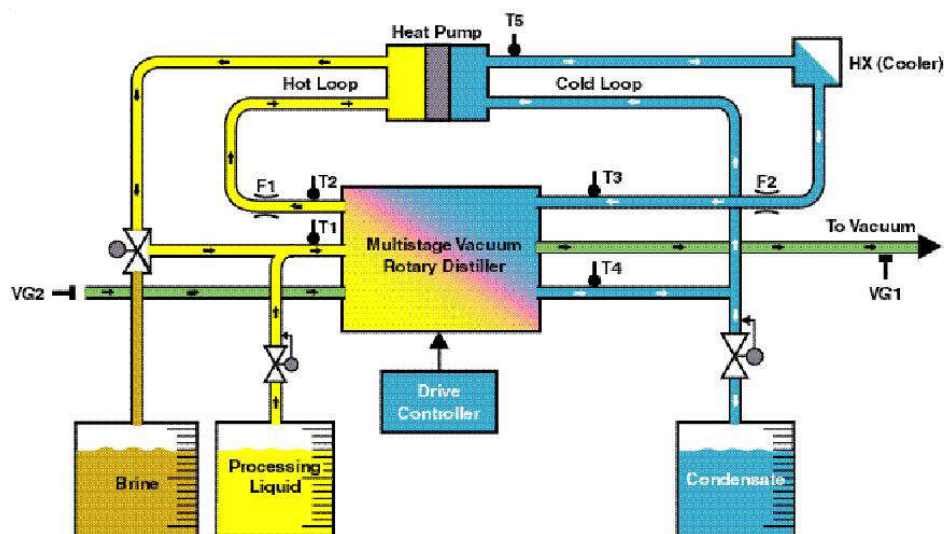 T5
Heat Pump
HX (Cooler)
Hot Loop
Cold Loop
F1
T2
T3
F2
T1
To Vacuum
Multistage Vacuum
Rotary Distiller
VG2
T4
VG1
Drive
Controller
Processing
Liquid
Brine
Condensate